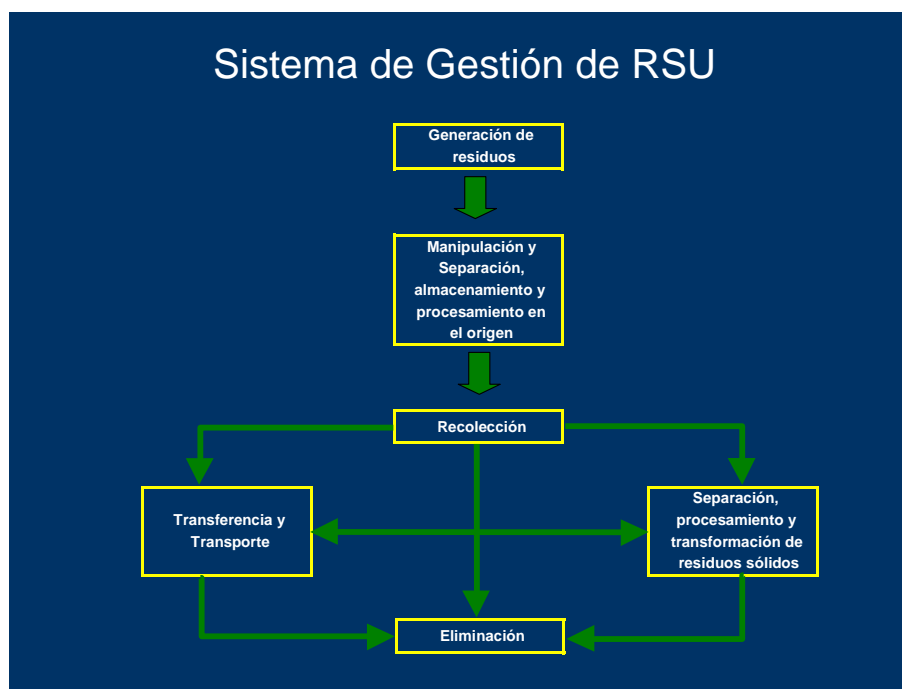 Sistema de Gestión de RSU
Generación de
residuos
Manipulación y
Separación,
almacenamiento y
procesamiento en
el origen
Recolección
Transferencia y
Transporte
Separación,
procesamiento y
transformación de
residuos sólidos
Eliminación